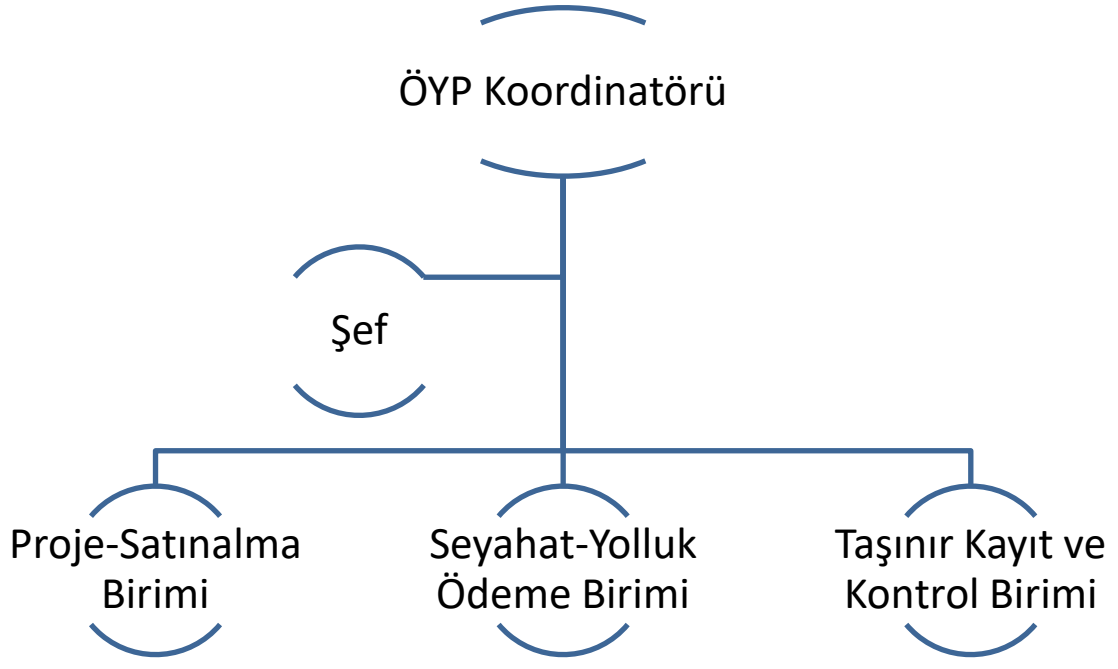 ÖYP Koordinatörü
Şef
Proje-Satınalma
Birimi
Seyahat-Yolluk
Ödeme Birimi
Taşınır Kayıt ve
Kontrol Birimi